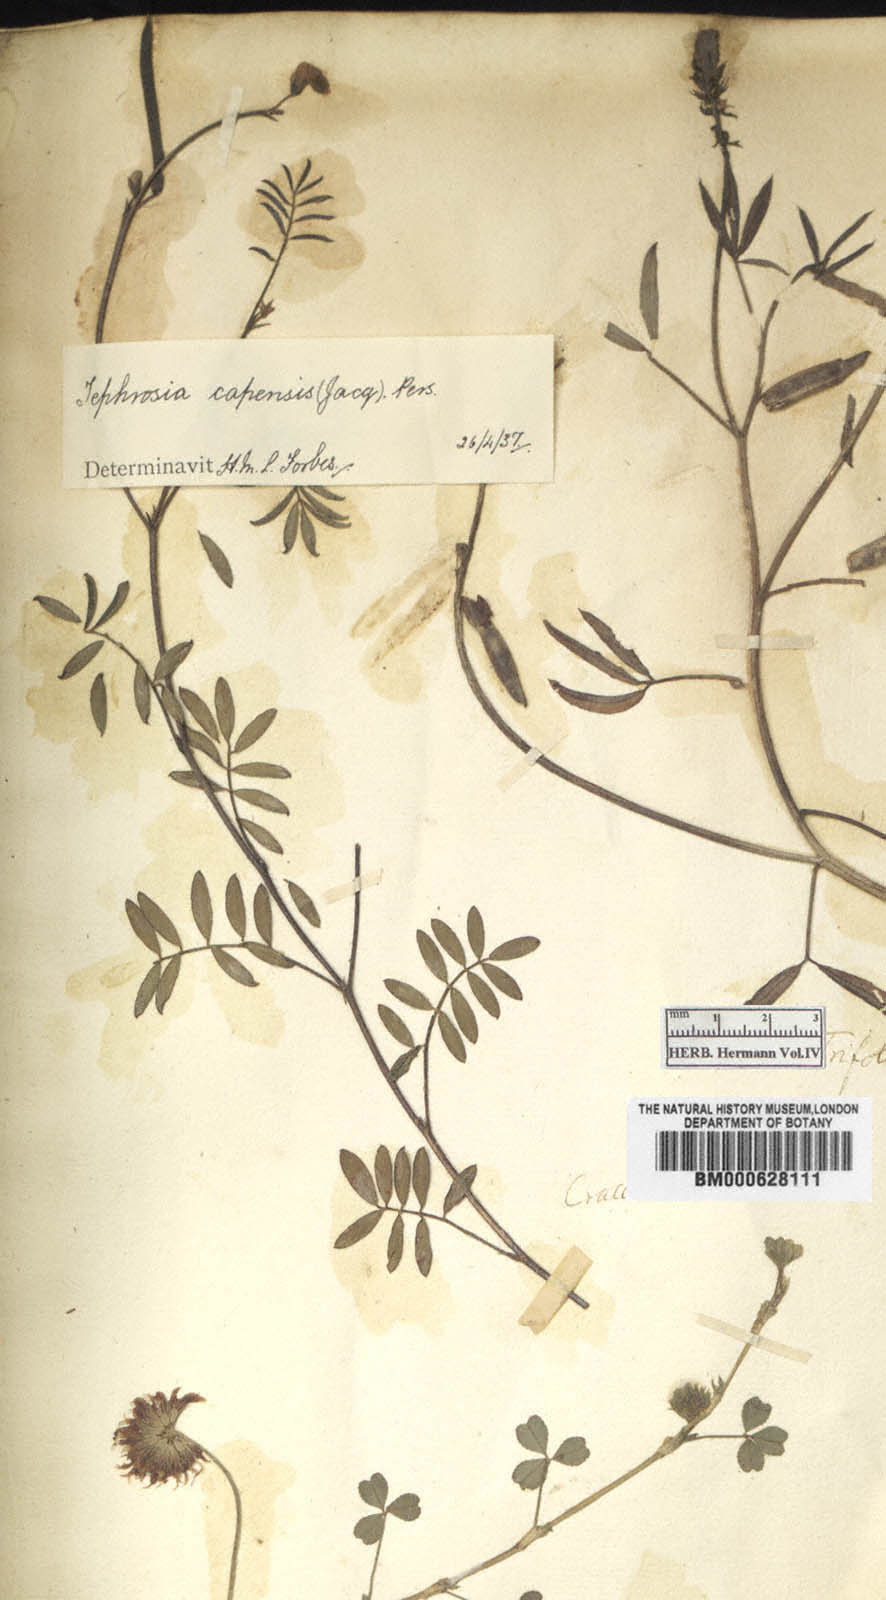 Tephrosia capensis (Jacq). Pers.
26/4/37.
Determinavit H. M. L. Forbes,
mm 1 2 3
HERB. Hermann Vol.IV
THE NATURAL HISTORY MUSEUM,LONDON
DEPARTMENT OF BOTANY
BM000628111